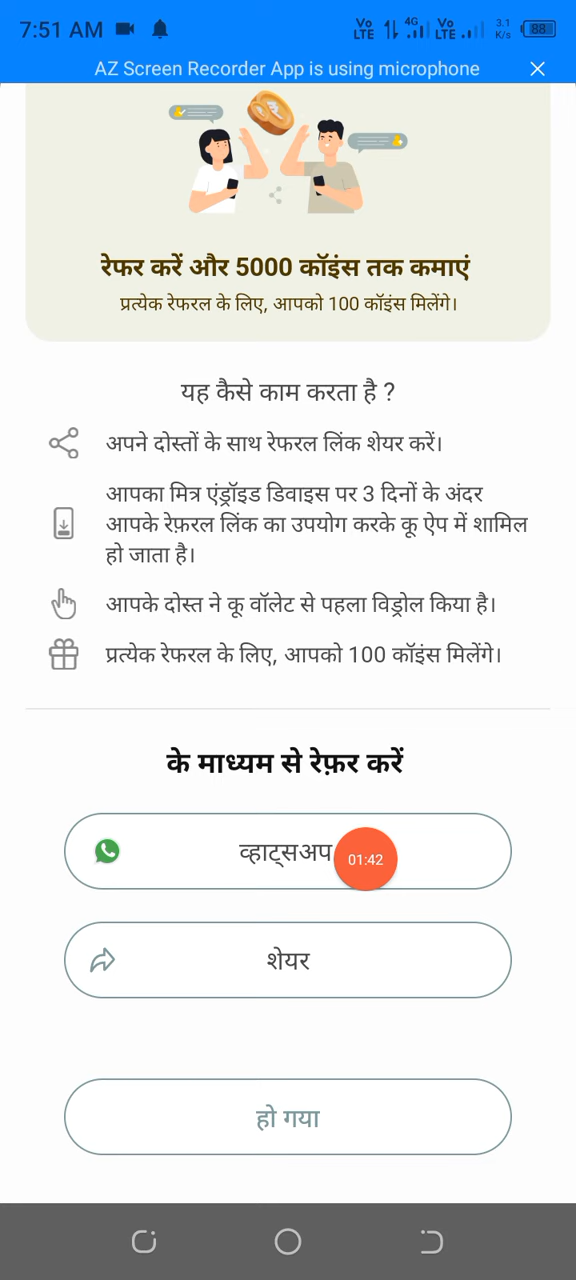 7:51 AM
Vo LTE 4G Vo LTE 3.1 K/s 88
AZ Screen Recorder App is using microphone
रेफर करें और 5000 कॉइंस तक कमाएं
प्रत्येक रेफरल के लिए, आपको 100 कॉइंस मिलेंगे।
यह कैसे काम करता है ?
अपने दोस्तों के साथ रेफरल लिंक शेयर करें।
आपका मित्र एंड्रॉइड डिवाइस पर 3 दिनों के अंदर
आपके रेफ़रल लिंक का उपयोग करके कू ऐप में शामिल
हो जाता है।
आपके दोस्त ने कू वॉलेट से पहला विड्रोल किया है।
प्रत्येक रेफरल के लिए, आपको 100 कॉइंस मिलेंगे।
के माध्यम से रेफ़र करें
व्हाट्सअप
01:42
शेयर
हो गया